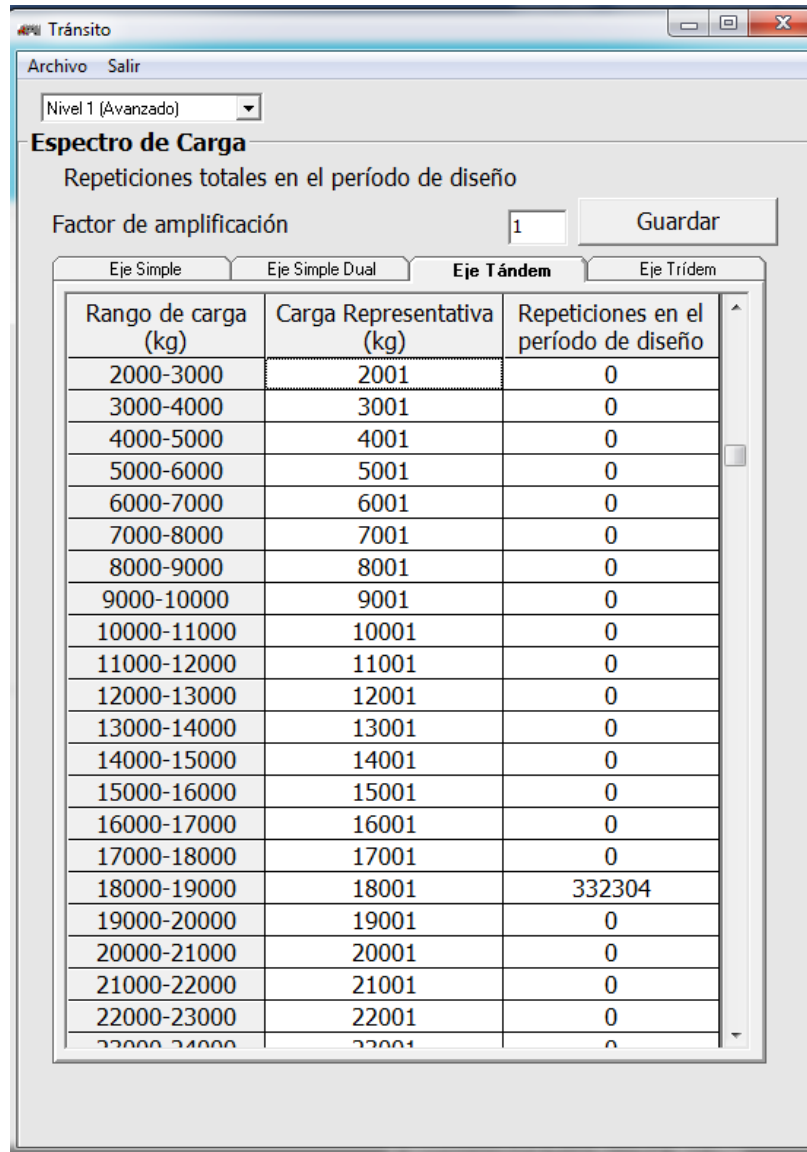 Tránsito
Archivo Salir
Nivel 1 (Avanzado)
Espectro de Carga
Repeticiones totales en el período de diseño
Factor de amplificación 1 Guardar
Eje Simple Eje Simple Dual Eje Tándem Eje Trídem
Rango de carga (kg) Carga Representativa (kg) Repeticiones en el período de diseño
2000-3000 2001 0
3000-4000 3001 0
4000-5000 4001 0
5000-6000 5001 0
6000-7000 6001 0
7000-8000 7001 0
8000-9000 8001 0
9000-10000 9001 0
10000-11000 10001 0
11000-12000 11001 0
12000-13000 12001 0
13000-14000 13001 0
14000-15000 14001 0
15000-16000 15001 0
16000-17000 16001 0
17000-18000 17001 0
18000-19000 18001 332304
19000-20000 19001 0
20000-21000 20001 0
21000-22000 21001 0
22000-23000 22001 0
23000-24000 23001 0